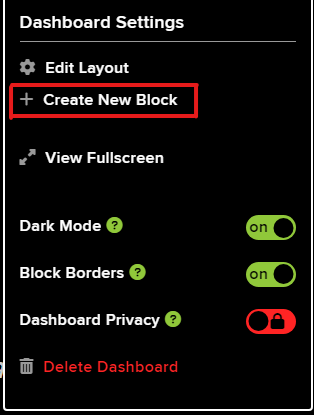 Dashboard Settings
Edit Layout
Create New Block
View Fullscreen
Dark Mode ?
on
Block Borders ?
on
Dashboard Privacy ?
Delete Dashboard